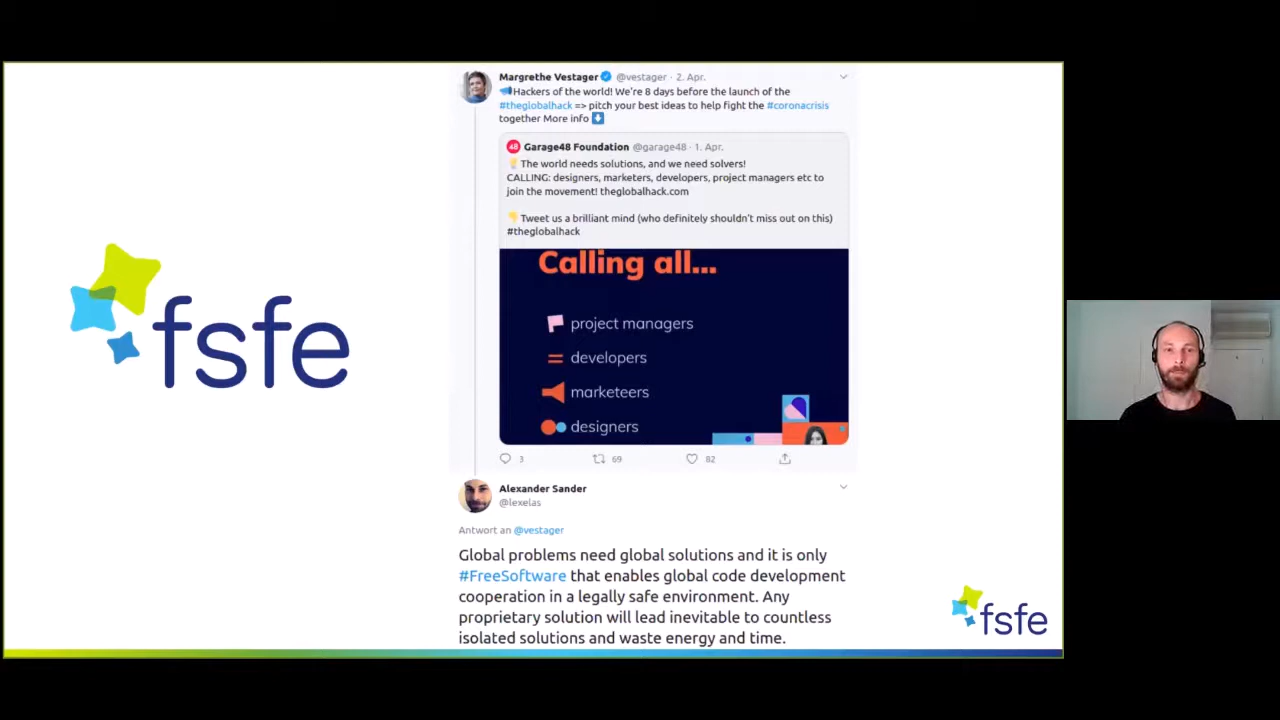 Margrethe Vestager @vestager · 2. Apr.
Hackers of the world! We're 8 days before the launch of the
#theglobalhack => pitch your best ideas to help fight the #coronacrisis
together More info
48 Garage48 Foundation @garage48 · 1. Apr.
The world needs solutions, and we need solvers!
CALLING: designers, marketers, developers, project managers etc to
join the movement! theglobalhack.com
Tweet us a brilliant mind (who definitely shouldn't miss out on this)
#theglobalhack
fsfe
Calling all...
project managers
developers
marketeers
designers
3 69 82
Alexander Sander
@lexelas
Antwort an @vestager
Global problems need global solutions and it is only
#FreeSoftware that enables global code development
cooperation in a legally safe environment. Any
proprietary solution will lead inevitable to countless
isolated solutions and waste energy and time.
fsfe